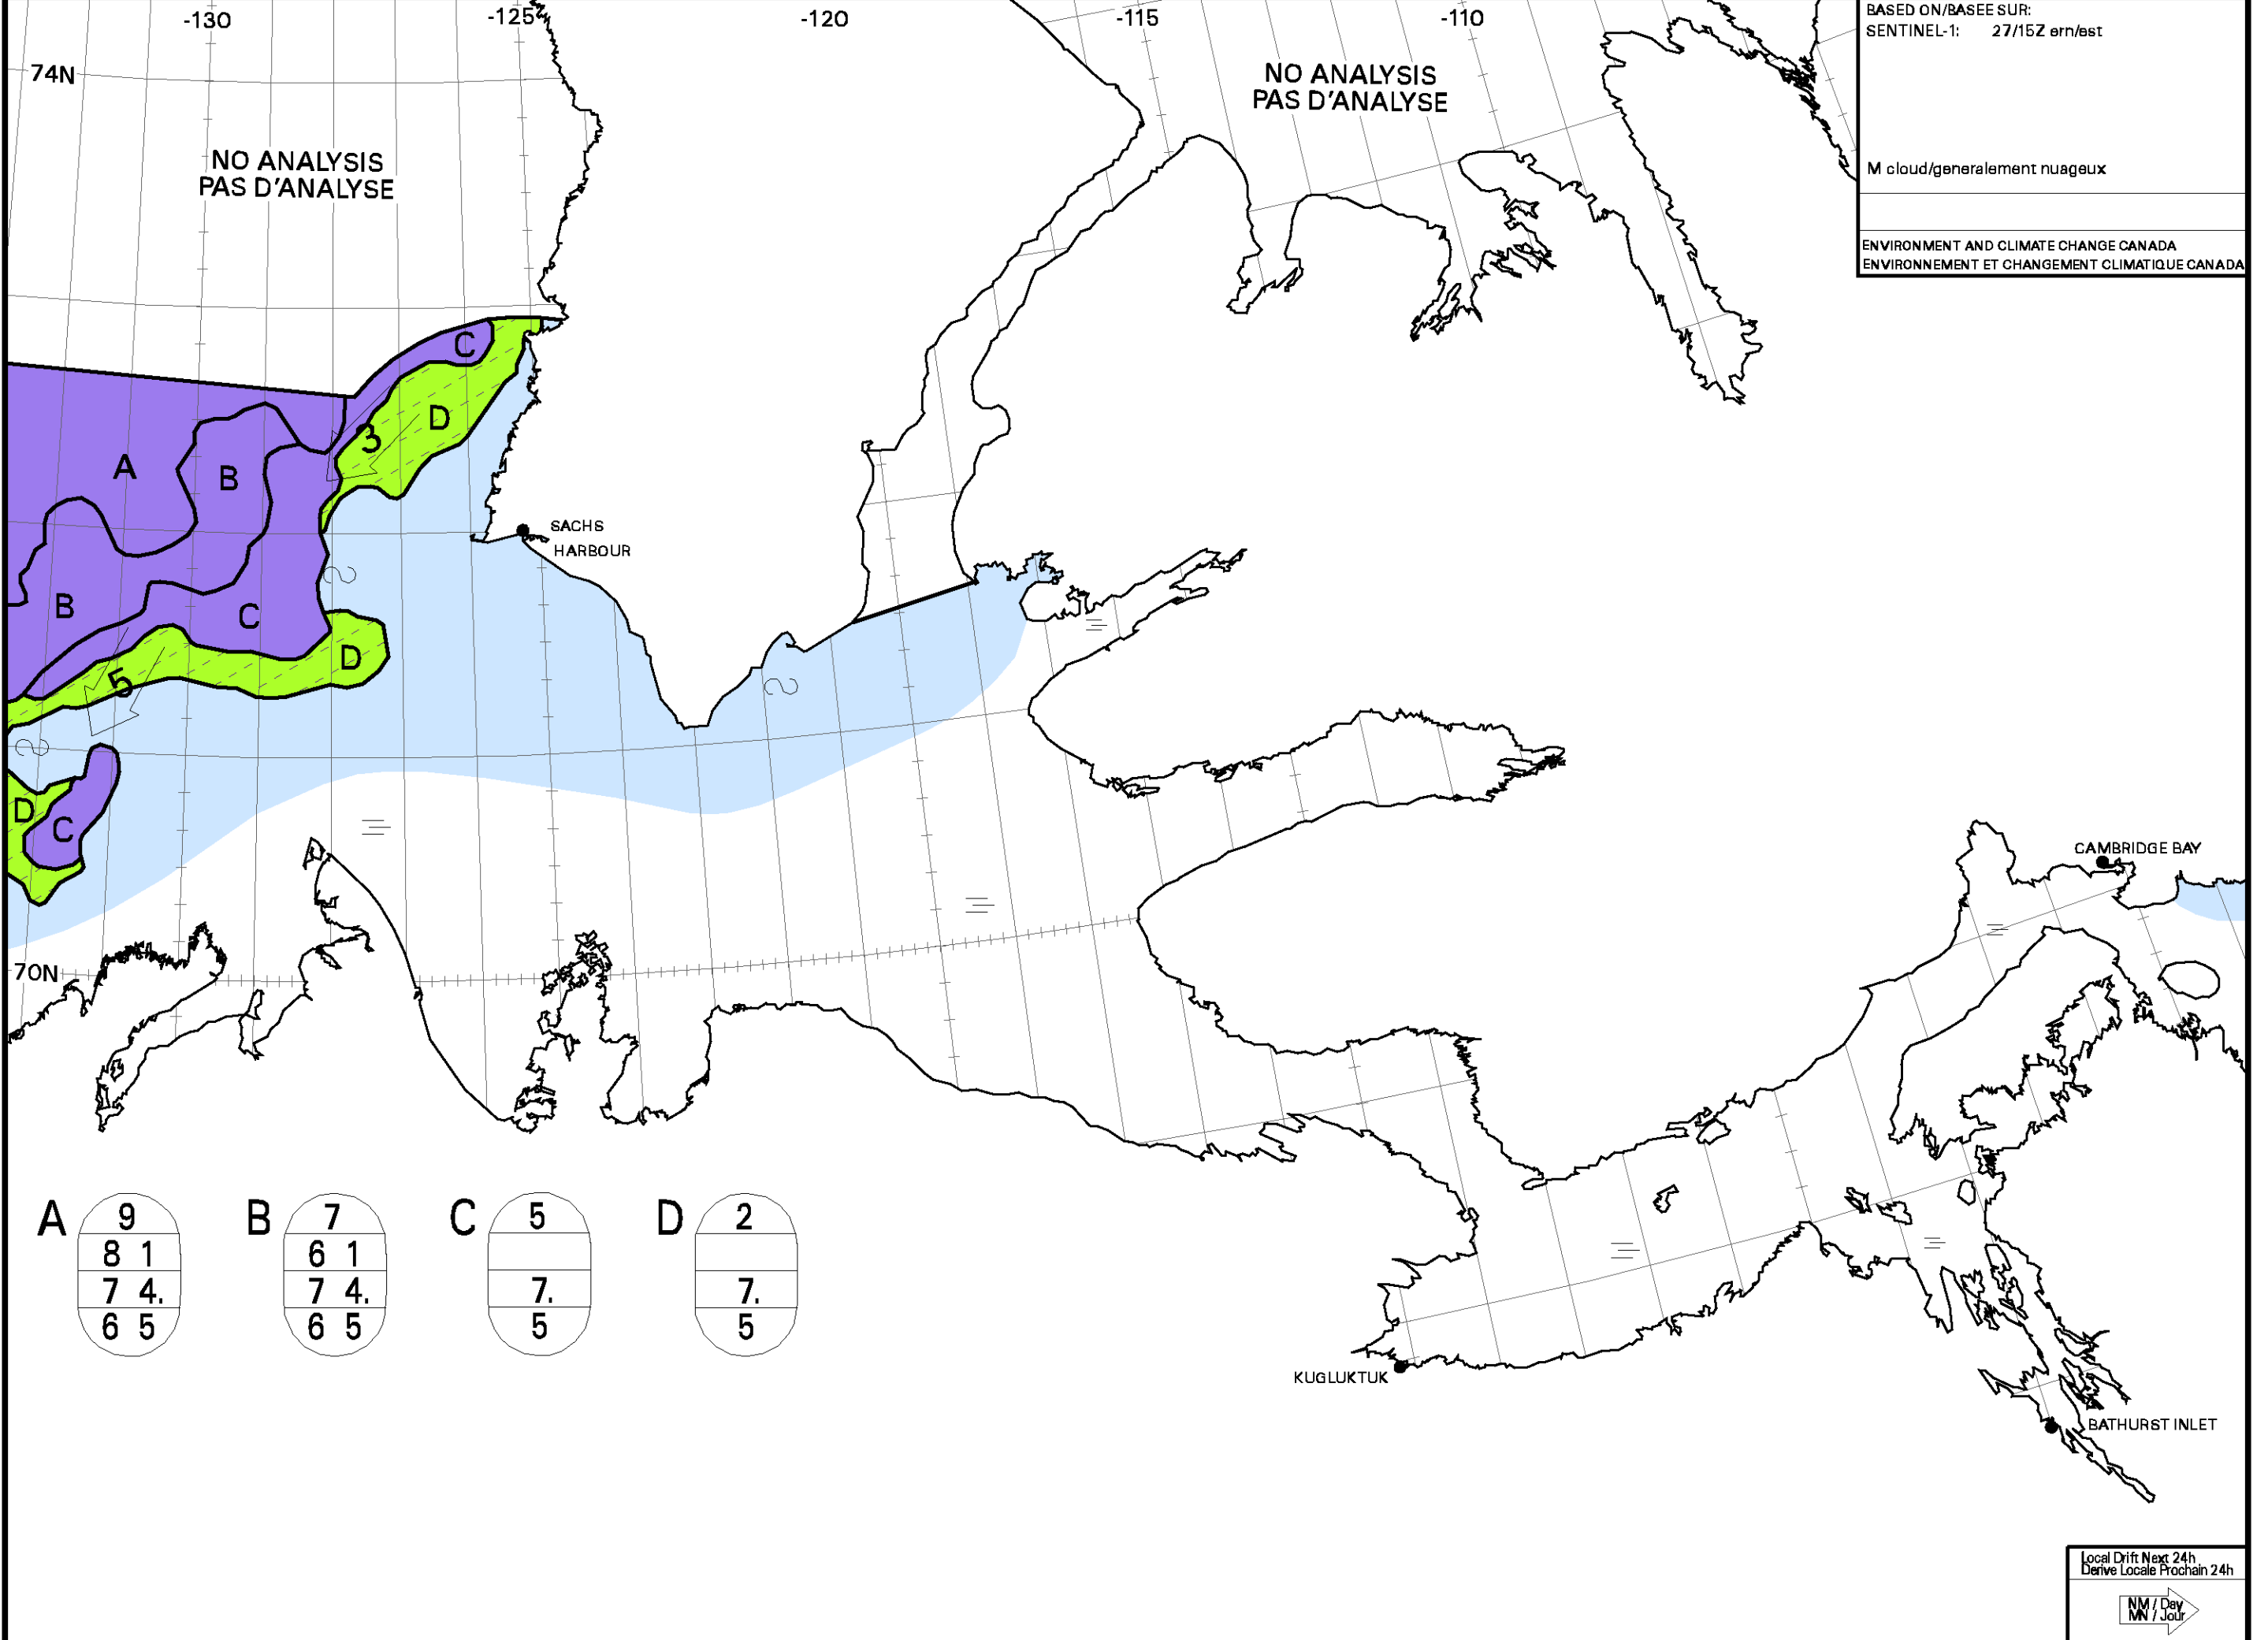 -130
-125
-120
-115
-110
BASED ON/BASEE SUR:
SENTINEL-1: 27/15Z ern/est
74N
NO ANALYSIS
PAS D'ANALYSE
NO ANALYSIS
PAS D'ANALYSE
M cloud/generalement nuageux
ENVIRONMENT AND CLIMATE CHANGE CANADA
ENVIRONNEMENT ET CHANGEMENT CLIMATIQUE CANADA
C
D
3
A
B
SACHS
HARBOUR
B
C
D
5
D
C
CAMBRIDGE BAY
70N
A
9
8 1
7 4.
6 5
B
7
6 1
7 4.
6 5
C
5
7.
5
D
2
7.
5
KUGLUKTUK
BATHURST INLET
Local Drift Next 24h
Derive Locale Prochain 24h
NM / Day
MN / Jour